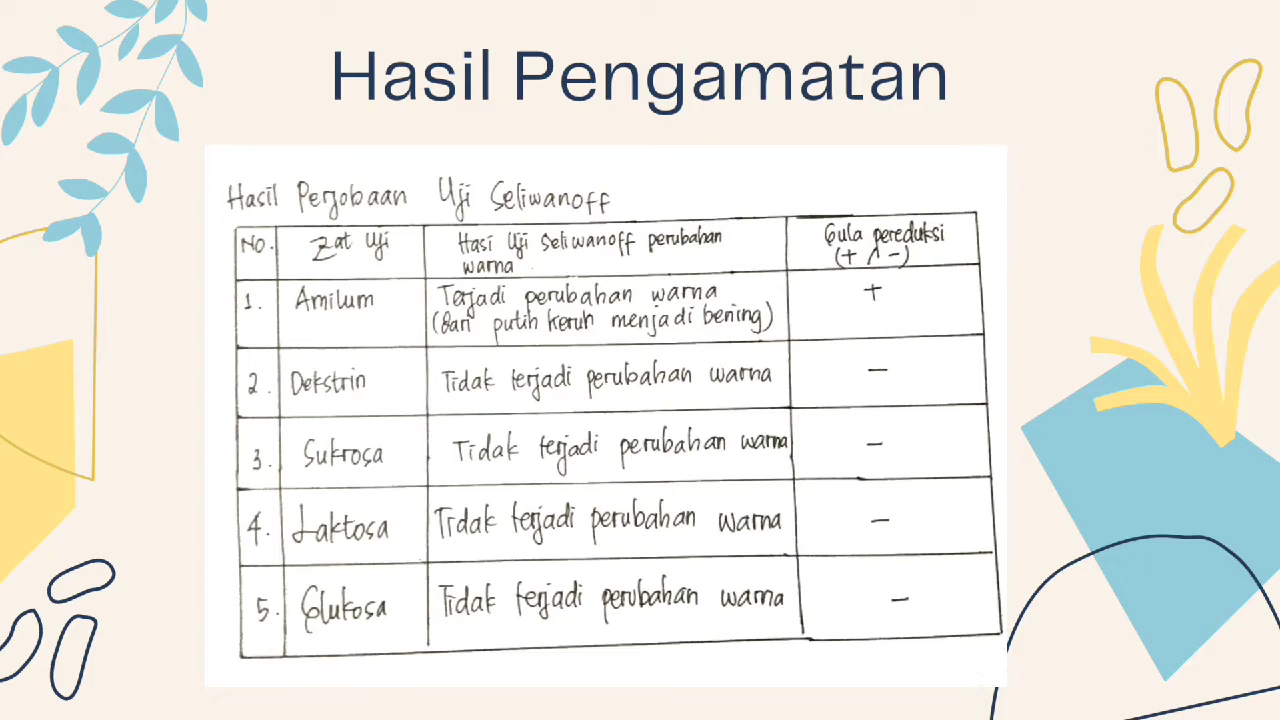 Hasil Pengamatan
Hasil Perjobaan Uji Seliwanoff
No. Zat Uji Hasi Uji Seliwanoff perubahan warna Gula pereduksi (+ / -)
1. Amilum Terjadi perubahan warna (dari putih keruh menjadi bening) +
2. Dekstrin Tidak terjadi perubahan warna -
3. Sukrosa Tidak terjadi perubahan warna -
4. Laktosa Tidak terjadi perubahan warna -
5. Glukosa Tidak terjadi perubahan warna -